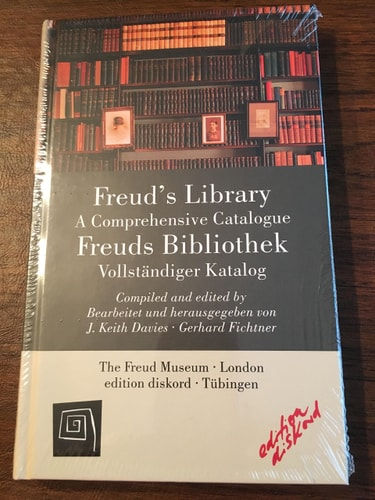 Freud's Library
A Comprehensive Catalogue
Freuds Bibliothek
Vollständiger Katalog
Compiled and edited by
Bearbeitet und herausgegeben von
J. Keith Davies · Gerhard Fichtner
The Freud Museum · London
edition diskord · Tübingen
edition
diskord